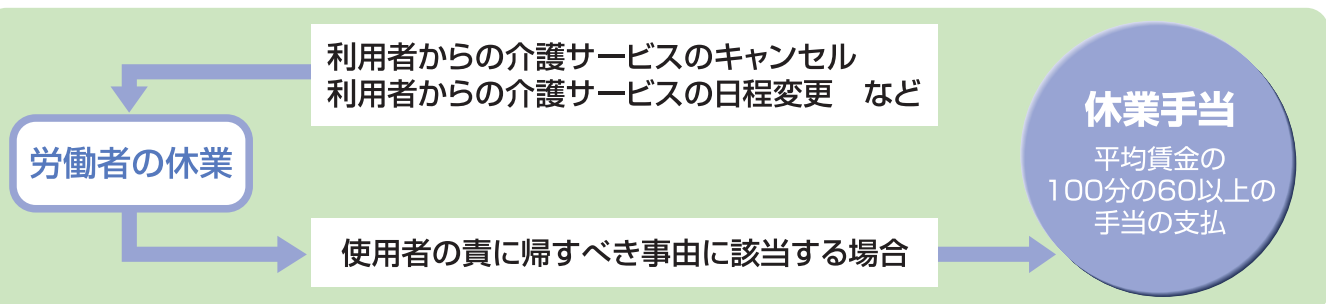 利用者からの介護サービスのキャンセル
利用者からの介護サービスの日程変更　など
労働者の休業
使用者の責に帰すべき事由に該当する場合
休業手当
平均賃金の
100分の60以上の
手当の支払